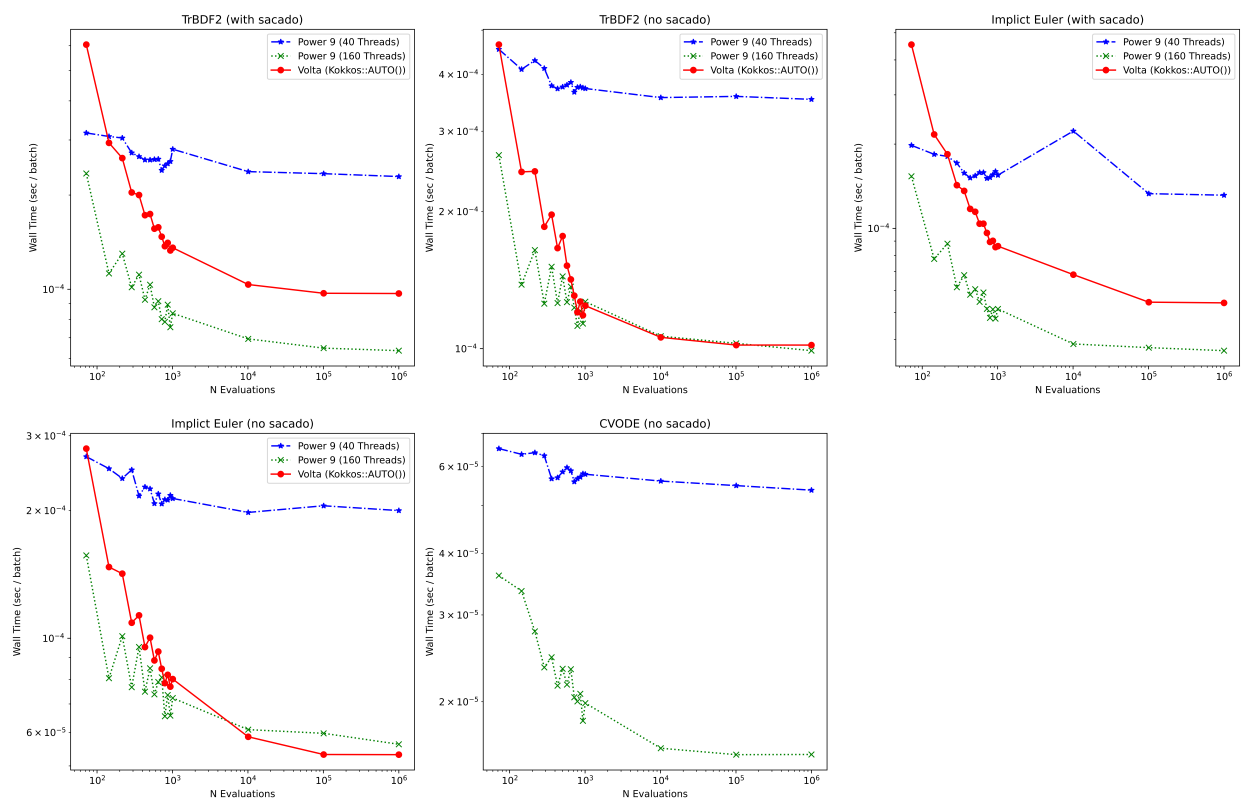 TrBDF2 (with sacado)
Wall Time (sec / batch)
10⁻⁴
Power 9 (40 Threads)
Power 9 (160 Threads)
Volta (Kokkos::AUTO())
10² 10³ 10⁴ 10⁵ 10⁶
N Evaluations
TrBDF2 (no sacado)
Wall Time (sec / batch)
4 × 10⁻⁴
3 × 10⁻⁴
2 × 10⁻⁴
10⁻⁴
Power 9 (40 Threads)
Power 9 (160 Threads)
Volta (Kokkos::AUTO())
10² 10³ 10⁴ 10⁵ 10⁶
N Evaluations
Implict Euler (with sacado)
Wall Time (sec / batch)
10⁻⁴
Power 9 (40 Threads)
Power 9 (160 Threads)
Volta (Kokkos::AUTO())
10² 10³ 10⁴ 10⁵ 10⁶
N Evaluations
Implict Euler (no sacado)
Wall Time (sec / batch)
3 × 10⁻⁴
2 × 10⁻⁴
10⁻⁴
6 × 10⁻⁵
Power 9 (40 Threads)
Power 9 (160 Threads)
Volta (Kokkos::AUTO())
10² 10³ 10⁴ 10⁵ 10⁶
N Evaluations
CVODE (no sacado)
Wall Time (sec / batch)
6 × 10⁻⁵
4 × 10⁻⁵
3 × 10⁻⁵
2 × 10⁻⁵
Power 9 (40 Threads)
Power 9 (160 Threads)
10² 10³ 10⁴ 10⁵ 10⁶
N Evaluations